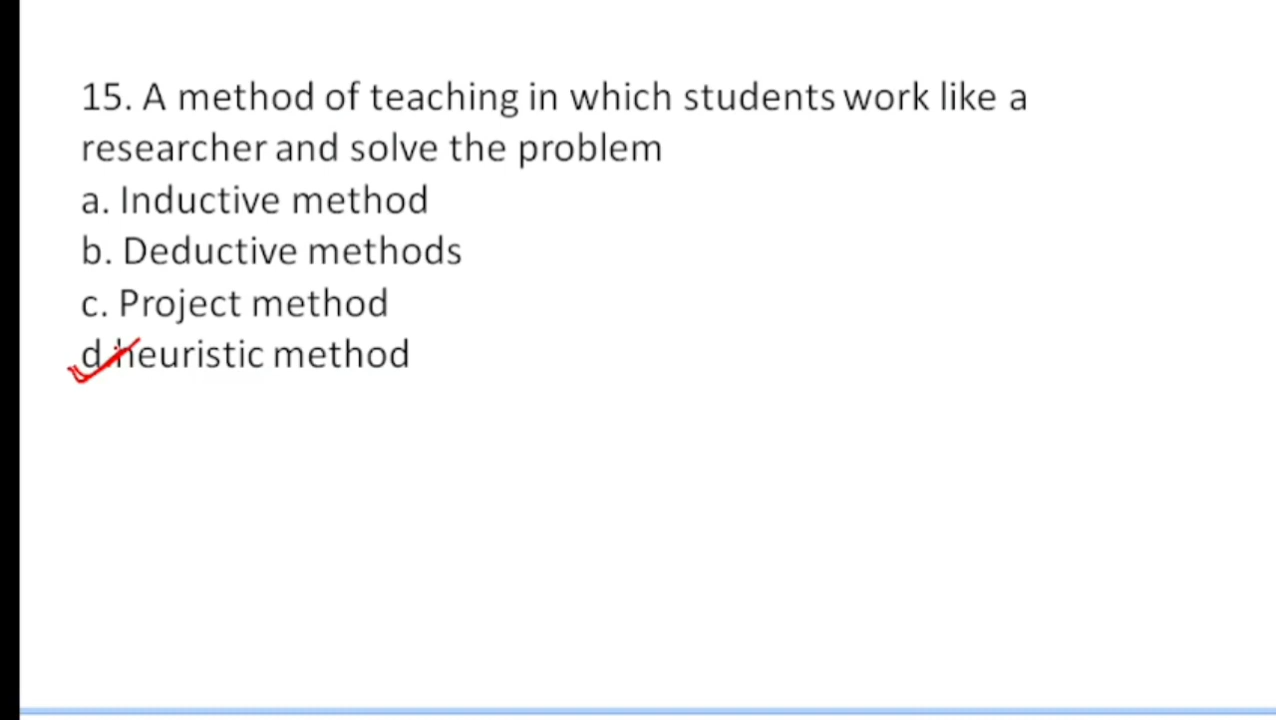 15. A method of teaching in which students work like a
researcher and solve the problem
a. Inductive method
b. Deductive methods
c. Project method
d.heuristic method